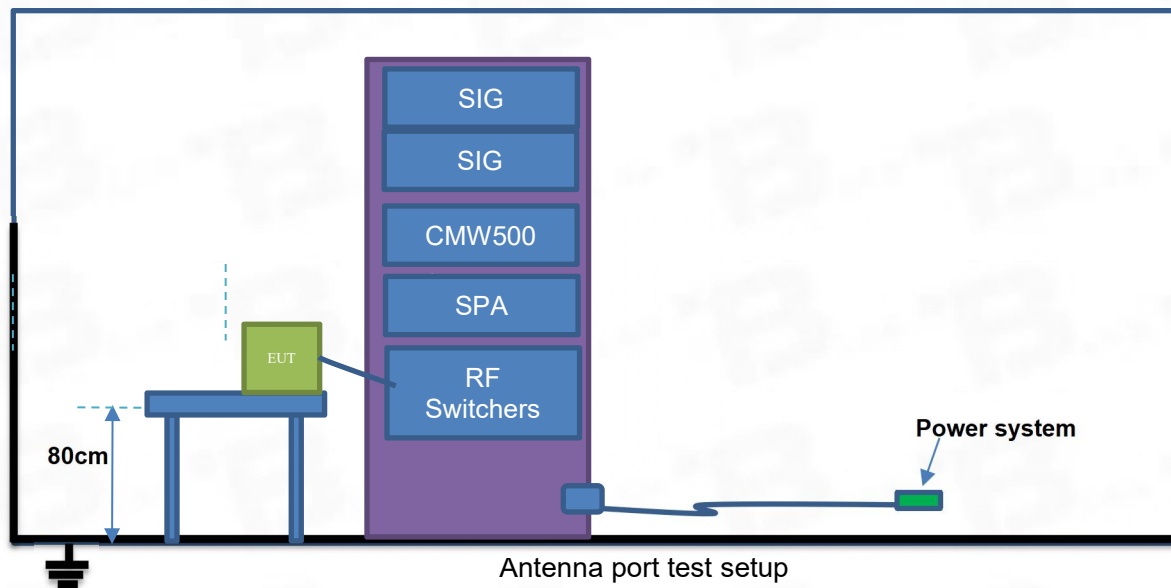 SIG
SIG
CMW500
SPA
EUT
RF
Switchers
80cm
Power system
Antenna port test setup